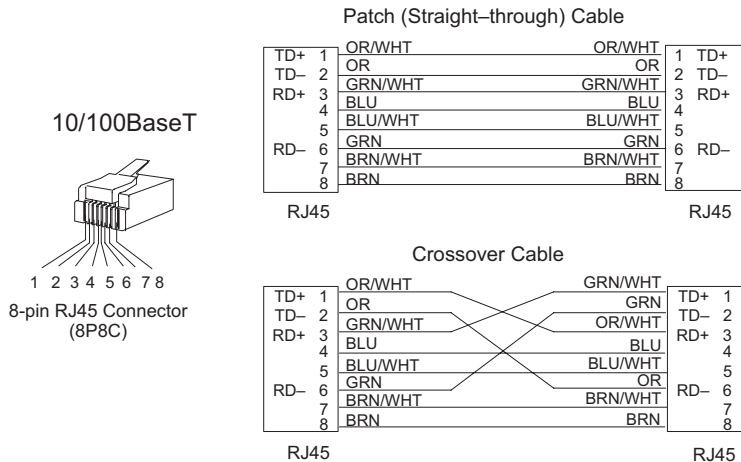 Patch (Straight–through) Cable
TD+ 1 OR/WHT OR/WHT 1 TD+
TD– 2 OR OR 2 TD–
RD+ 3 GRN/WHT GRN/WHT 3 RD+
4 BLU BLU 4
5 BLU/WHT BLU/WHT 5
RD– 6 GRN GRN 6 RD–
7 BRN/WHT BRN/WHT 7
8 BRN BRN 8
RJ45 RJ45
10/100BaseT
1 2 3 4 5 6 7 8
8-pin RJ45 Connector
(8P8C)
Crossover Cable
TD+ 1 OR/WHT GRN/WHT TD+ 1
TD– 2 OR GRN TD– 2
RD+ 3 GRN/WHT OR/WHT RD+ 3
4 BLU BLU 4
5 BLU/WHT BLU/WHT 5
RD– 6 GRN OR RD– 6
7 BRN/WHT BRN/WHT 7
8 BRN BRN 8
RJ45 RJ45